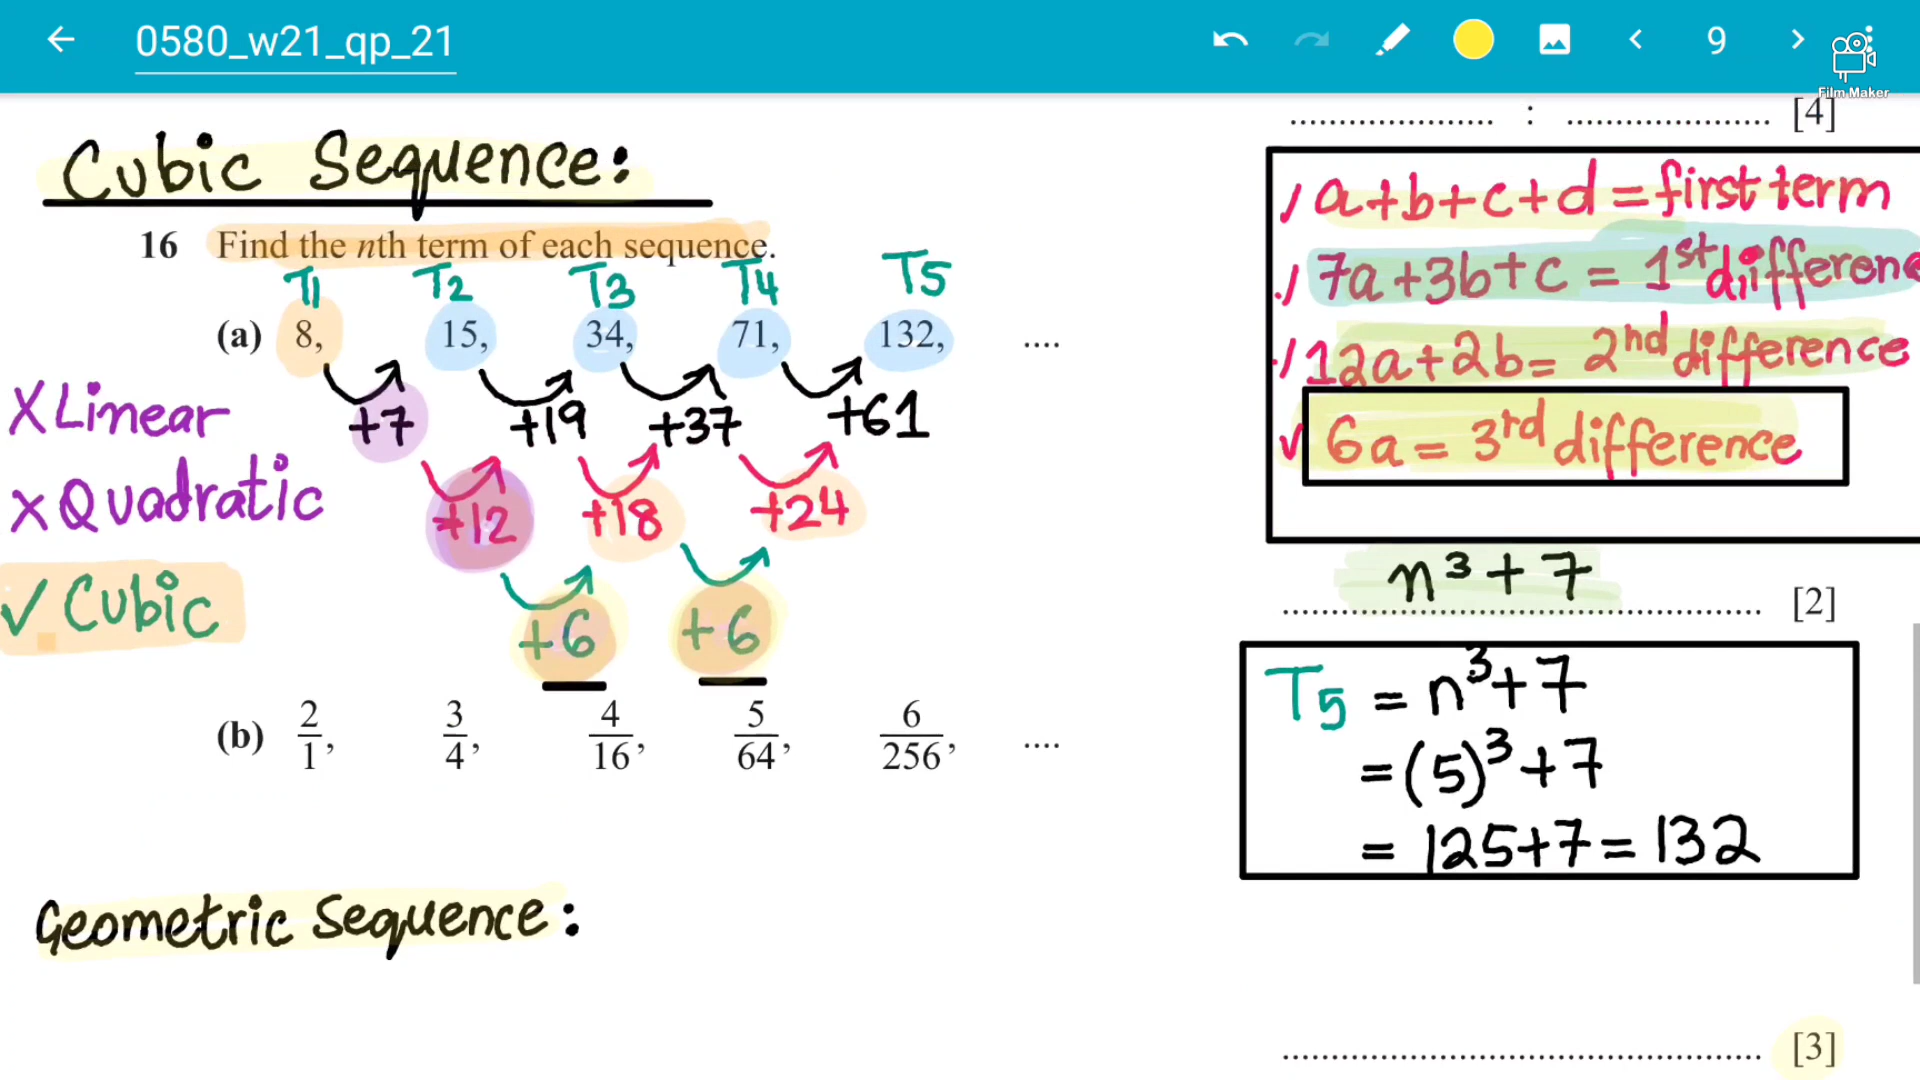 0580_w21_qp_21
9
Film Maker
.................... : .................... [4]
Cubic Sequence:
16 Find the nth term of each sequence.
T1 T2 T3 T4 T5
(a) 8, 15, 34, 71, 132, ....
+7 +19 +37 +61
X Linear
+12 +18 +24
X Quadratic
+6 +6
✓ Cubic
a+b+c+d = first term
7a+3b+c = 1st differenc
12a+2b = 2nd difference
6a = 3rd difference
n³+7
.................................................. [2]
T5 = n³+7
= (5)³+7
= 125+7 = 132
(b) 2/1, 3/4, 4/16, 5/64, 6/256, ....
Geometric Sequence:
.................................................. [3]